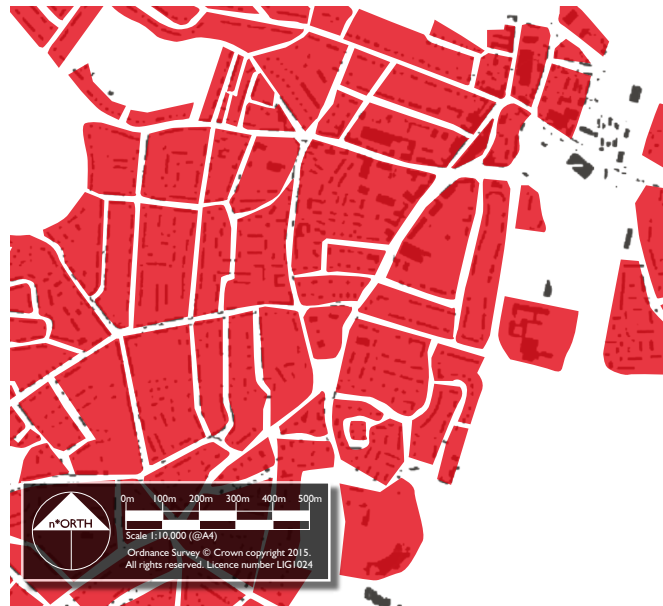 0m 100m 200m 300m 400m 500m
n*ORTH
Scale 1:10,000 (@A4)
Ordnance Survey © Crown copyright 2015.
All rights reserved. Licence number LIG1024